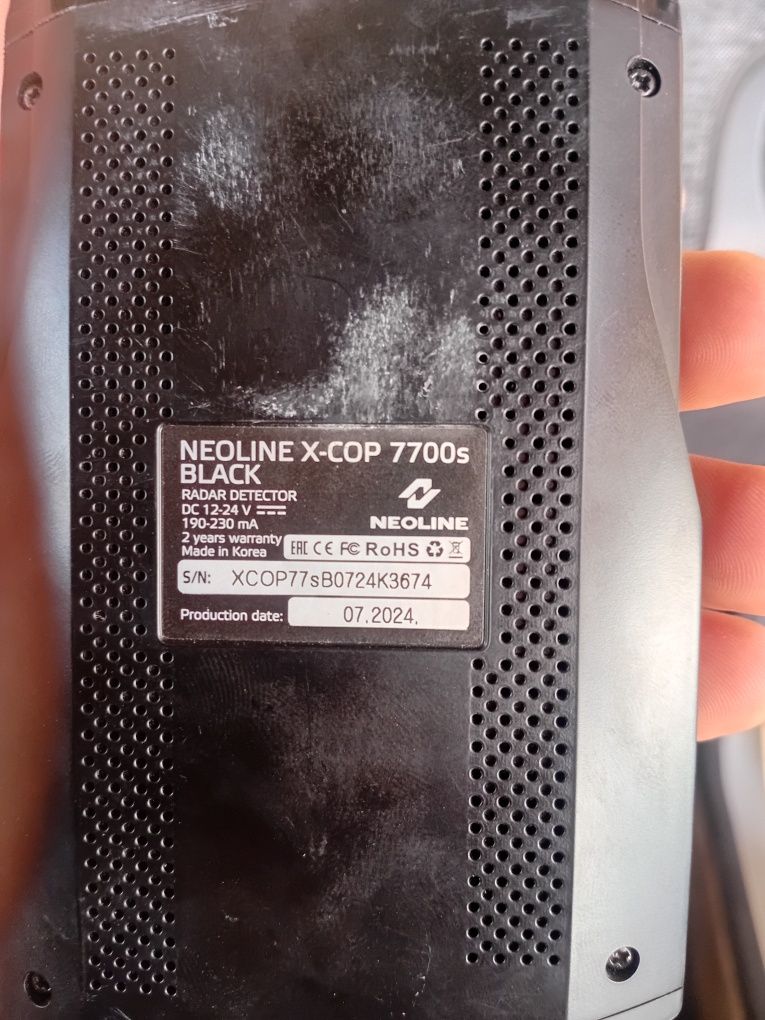 NEOLINE X-COP 7700s
BLACK
RADAR DETECTOR
DC 12-24 V
190-230 mA
2 years warranty
Made in Korea
NEOLINE
EAC CE FC RoHS
S/N: XCOP77sB0724K3674
Production date: 07.2024.